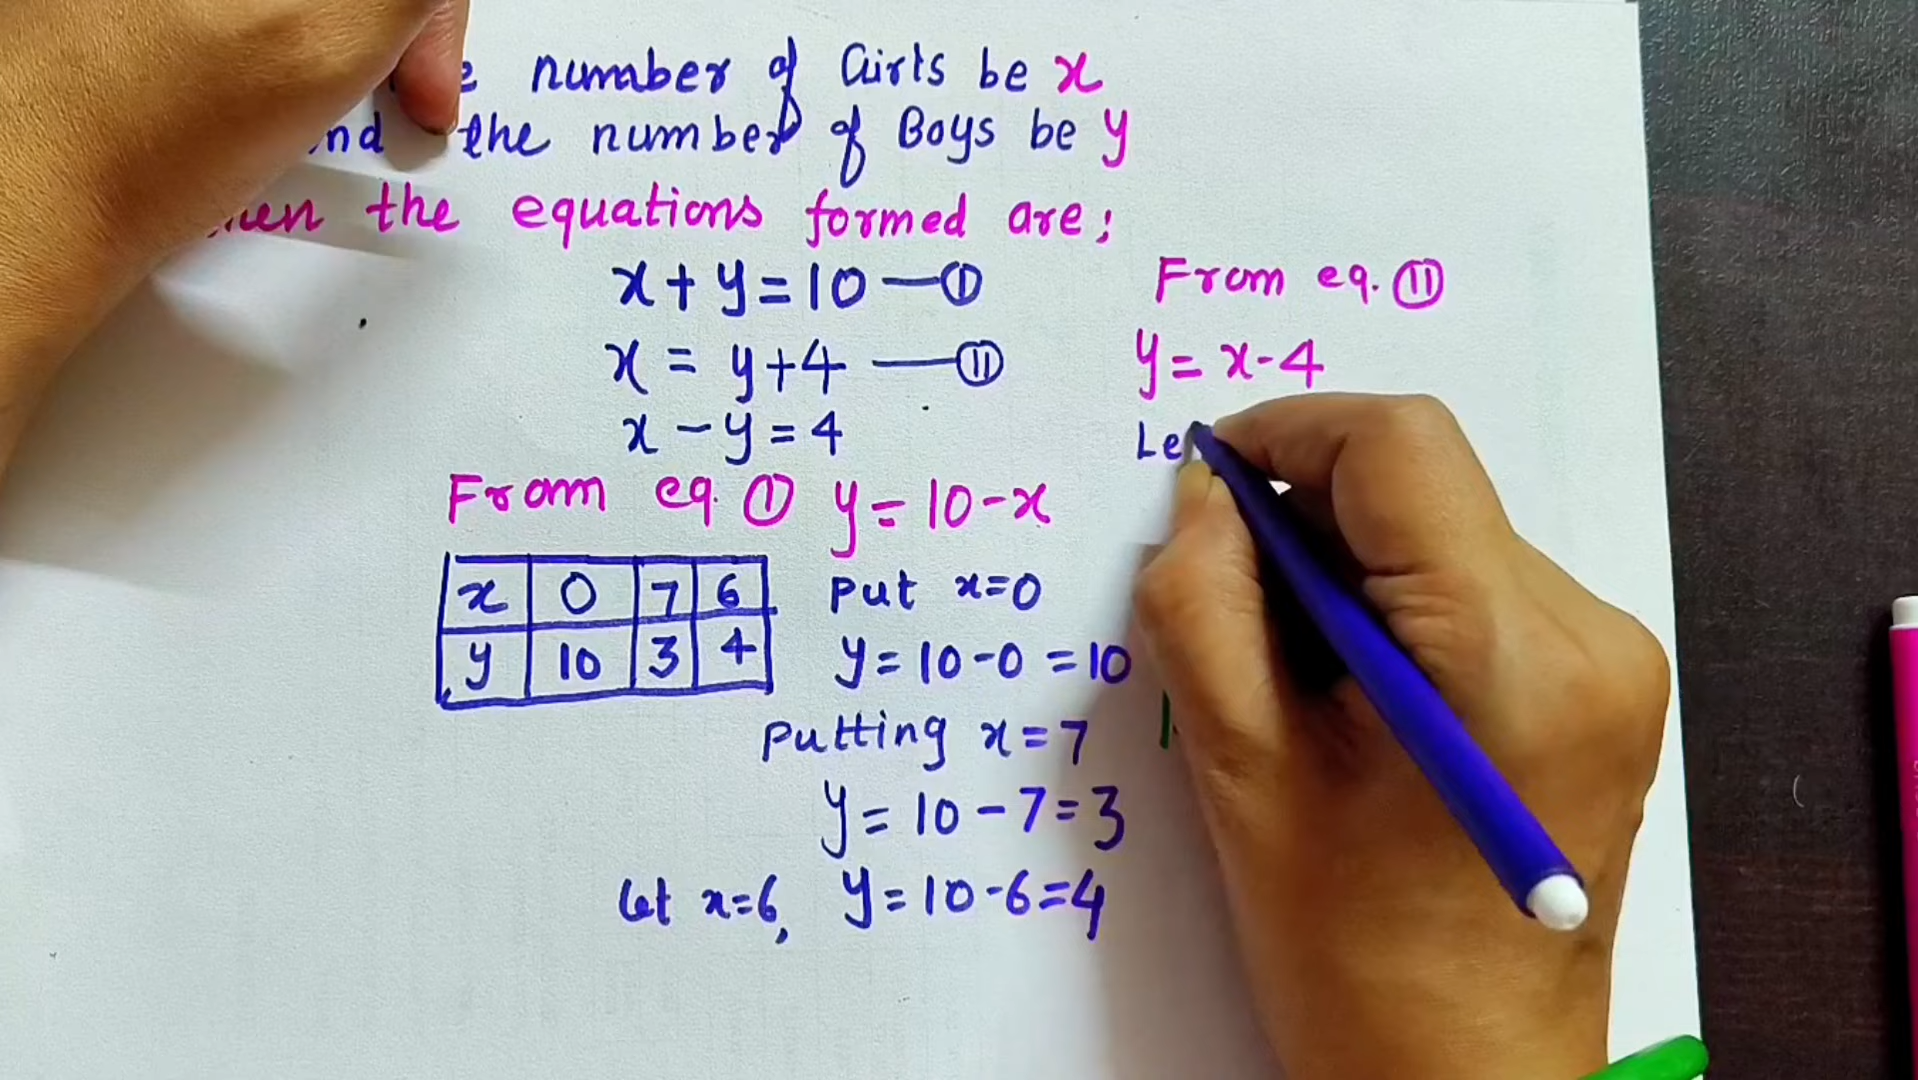 number of Girls be x
the number of Boys be y
the equations formed are;
x + y = 10 — I
x = y + 4 — II
x - y = 4
From eq. I y = 10 - x
x 0 7 6
y 10 3 4
Put x = 0
y = 10 - 0 = 10
Putting x = 7
y = 10 - 7 = 3
let x = 6, y = 10 - 6 = 4
From eq. II
y = x - 4
Le